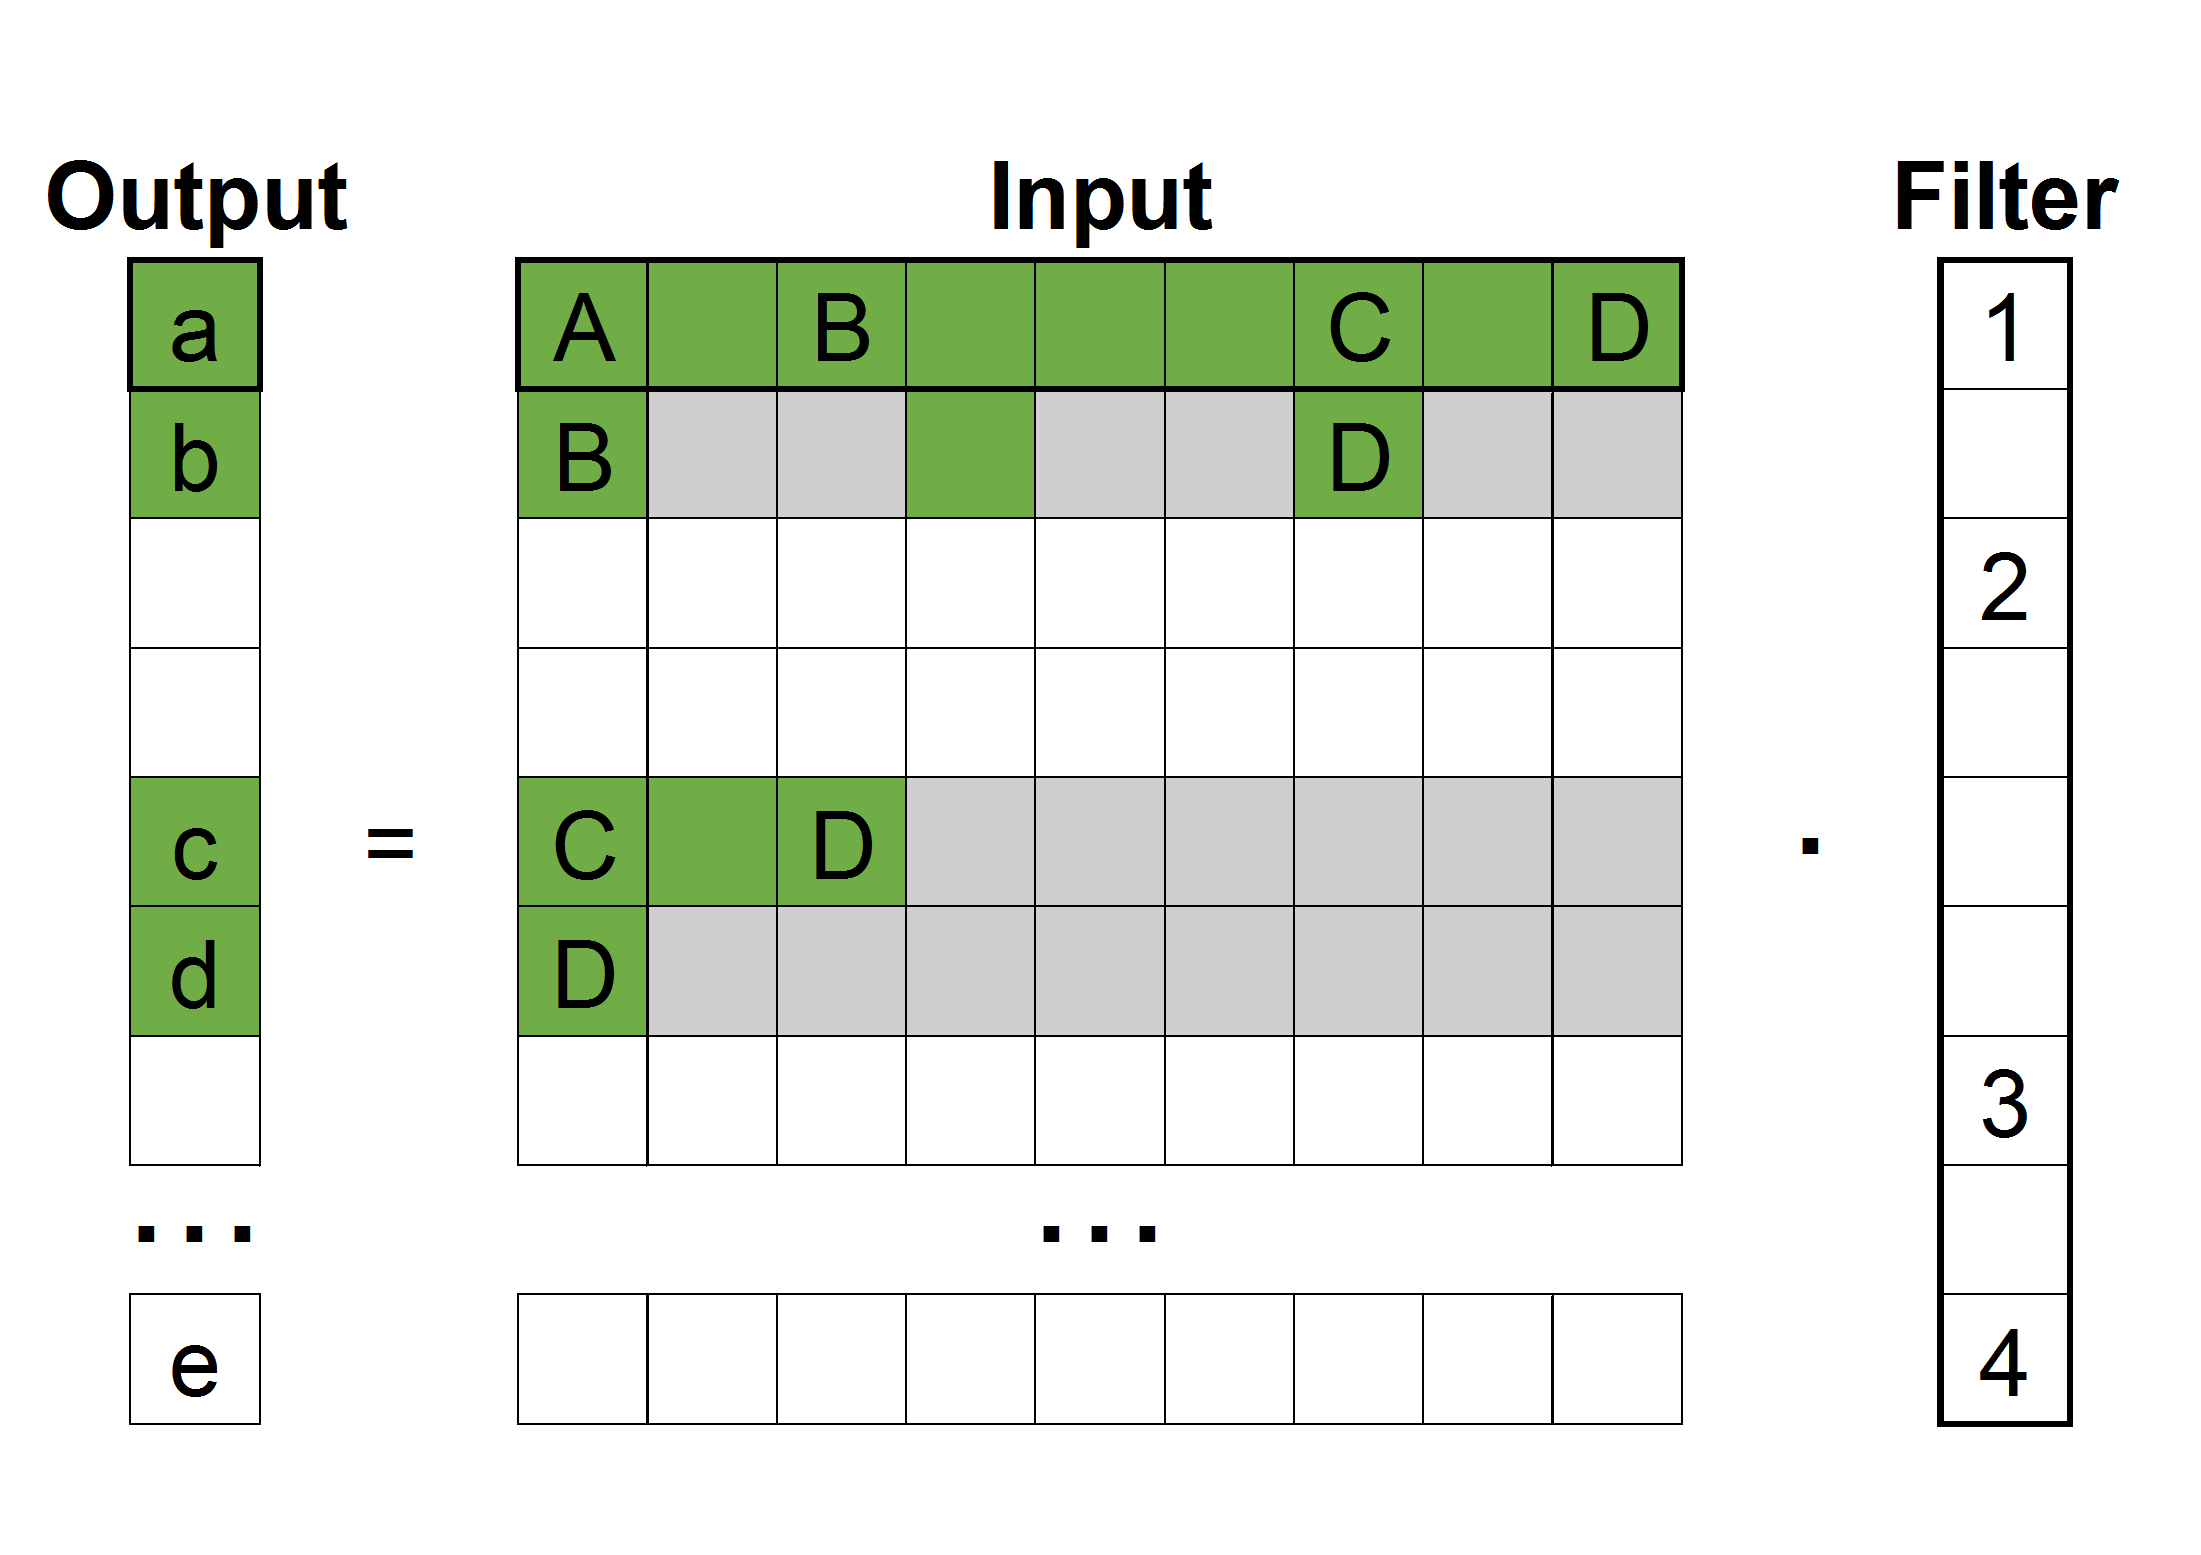 Output Input Filter
a A B C D 1
b B D
2
c = C D ·
d D
3
... ...
e 4